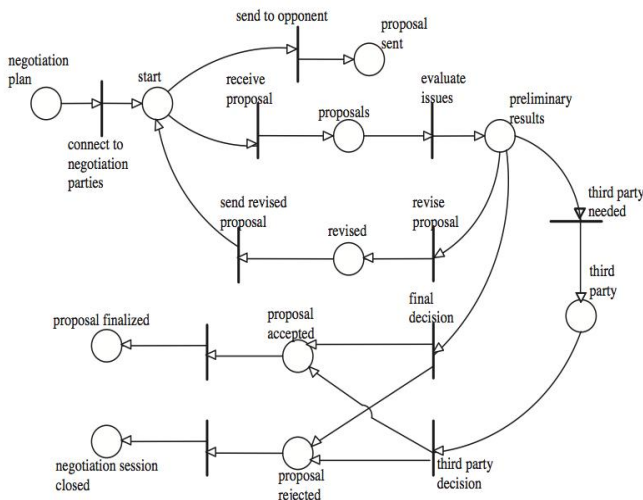 send to opponent
proposal
sent
negotiation
plan
start
receive
proposal
proposals
evaluate
issues
preliminary
results
connect to
negotiation
parties
send revised
proposal
revised
revise
proposal
third party
needed
third
party
proposal finalized
proposal
accepted
final
decision
negotiation session
closed
proposal
rejected
third party
decision